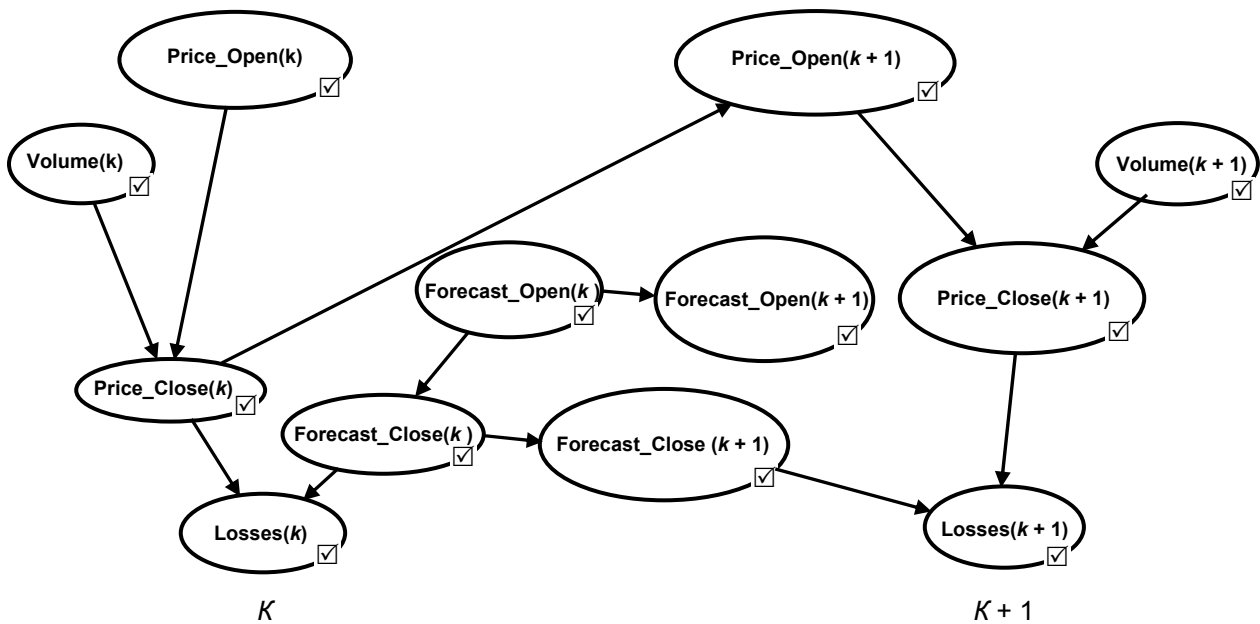 Price_Open(k)
Price_Open(k + 1)
Volume(k)
Volume(k + 1)
Forecast_Open(k )
Forecast_Open(k + 1)
Price_Close(k + 1)
Price_Close(k)
Forecast_Close(k )
Forecast_Close (k + 1)
Losses(k)
Losses(k + 1)
K
K + 1